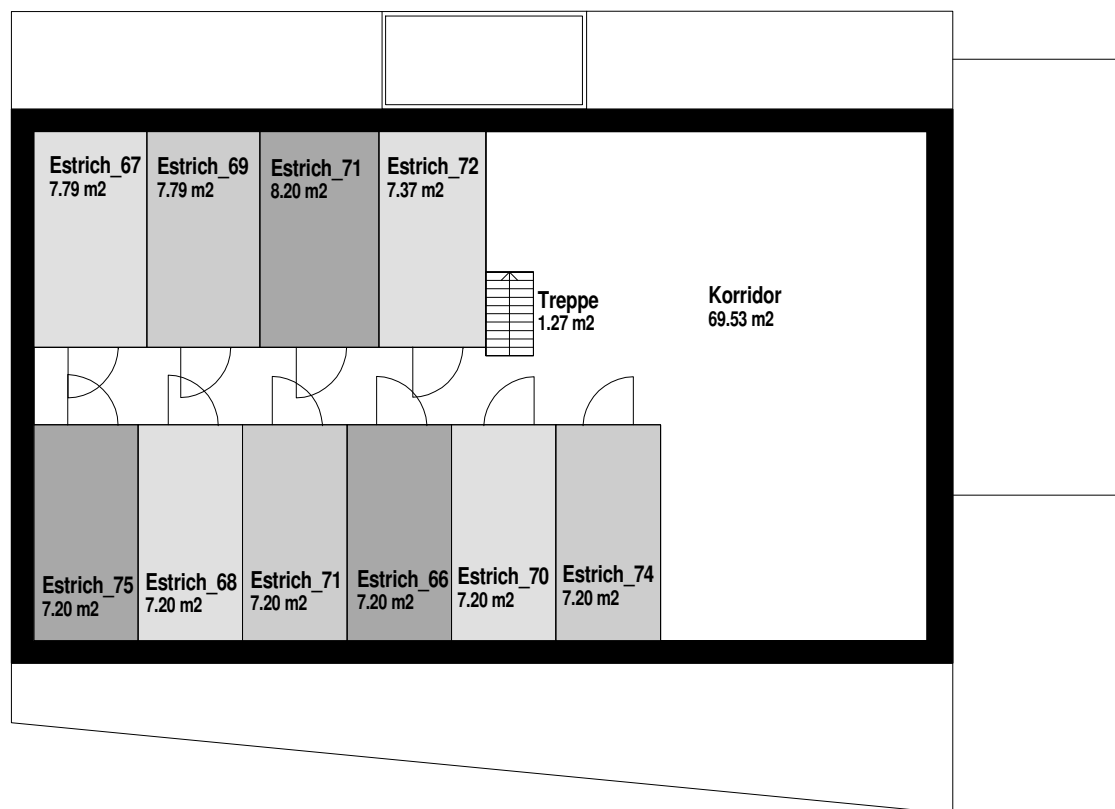 Estrich_67
7.79 m2
Estrich_69
7.79 m2
Estrich_71
8.20 m2
Estrich_72
7.37 m2
Treppe
1.27 m2
Korridor
69.53 m2
Estrich_75
7.20 m2
Estrich_68
7.20 m2
Estrich_71
7.20 m2
Estrich_66
7.20 m2
Estrich_70
7.20 m2
Estrich_74
7.20 m2